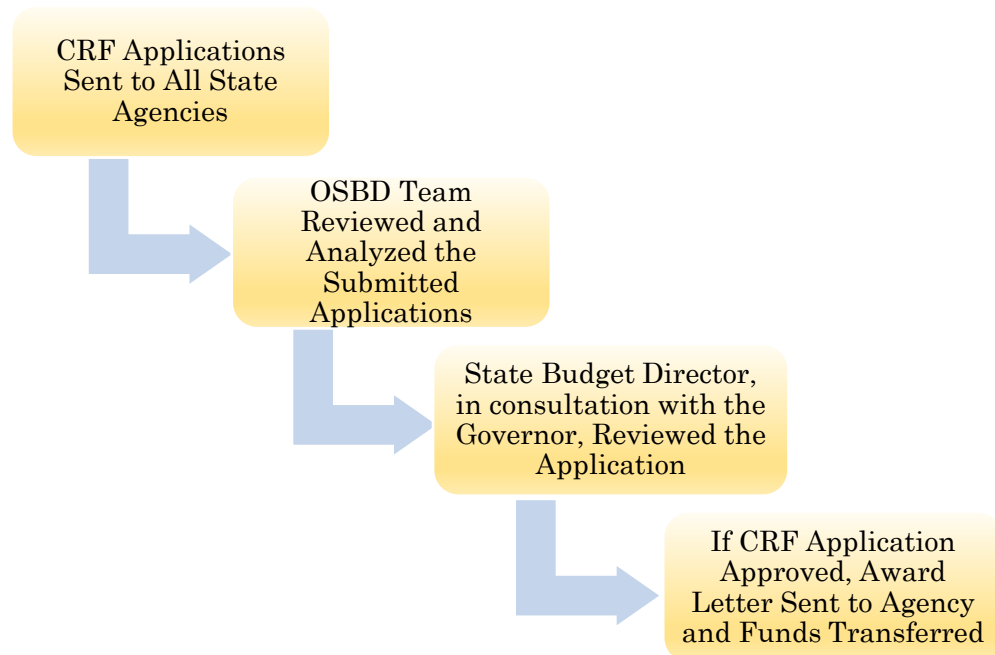 CRF Applications
Sent to All State
Agencies
OSBD Team
Reviewed and
Analyzed the
Submitted
Applications
State Budget Director,
in consultation with the
Governor, Reviewed the
Application
If CRF Application
Approved, Award
Letter Sent to Agency
and Funds Transferred